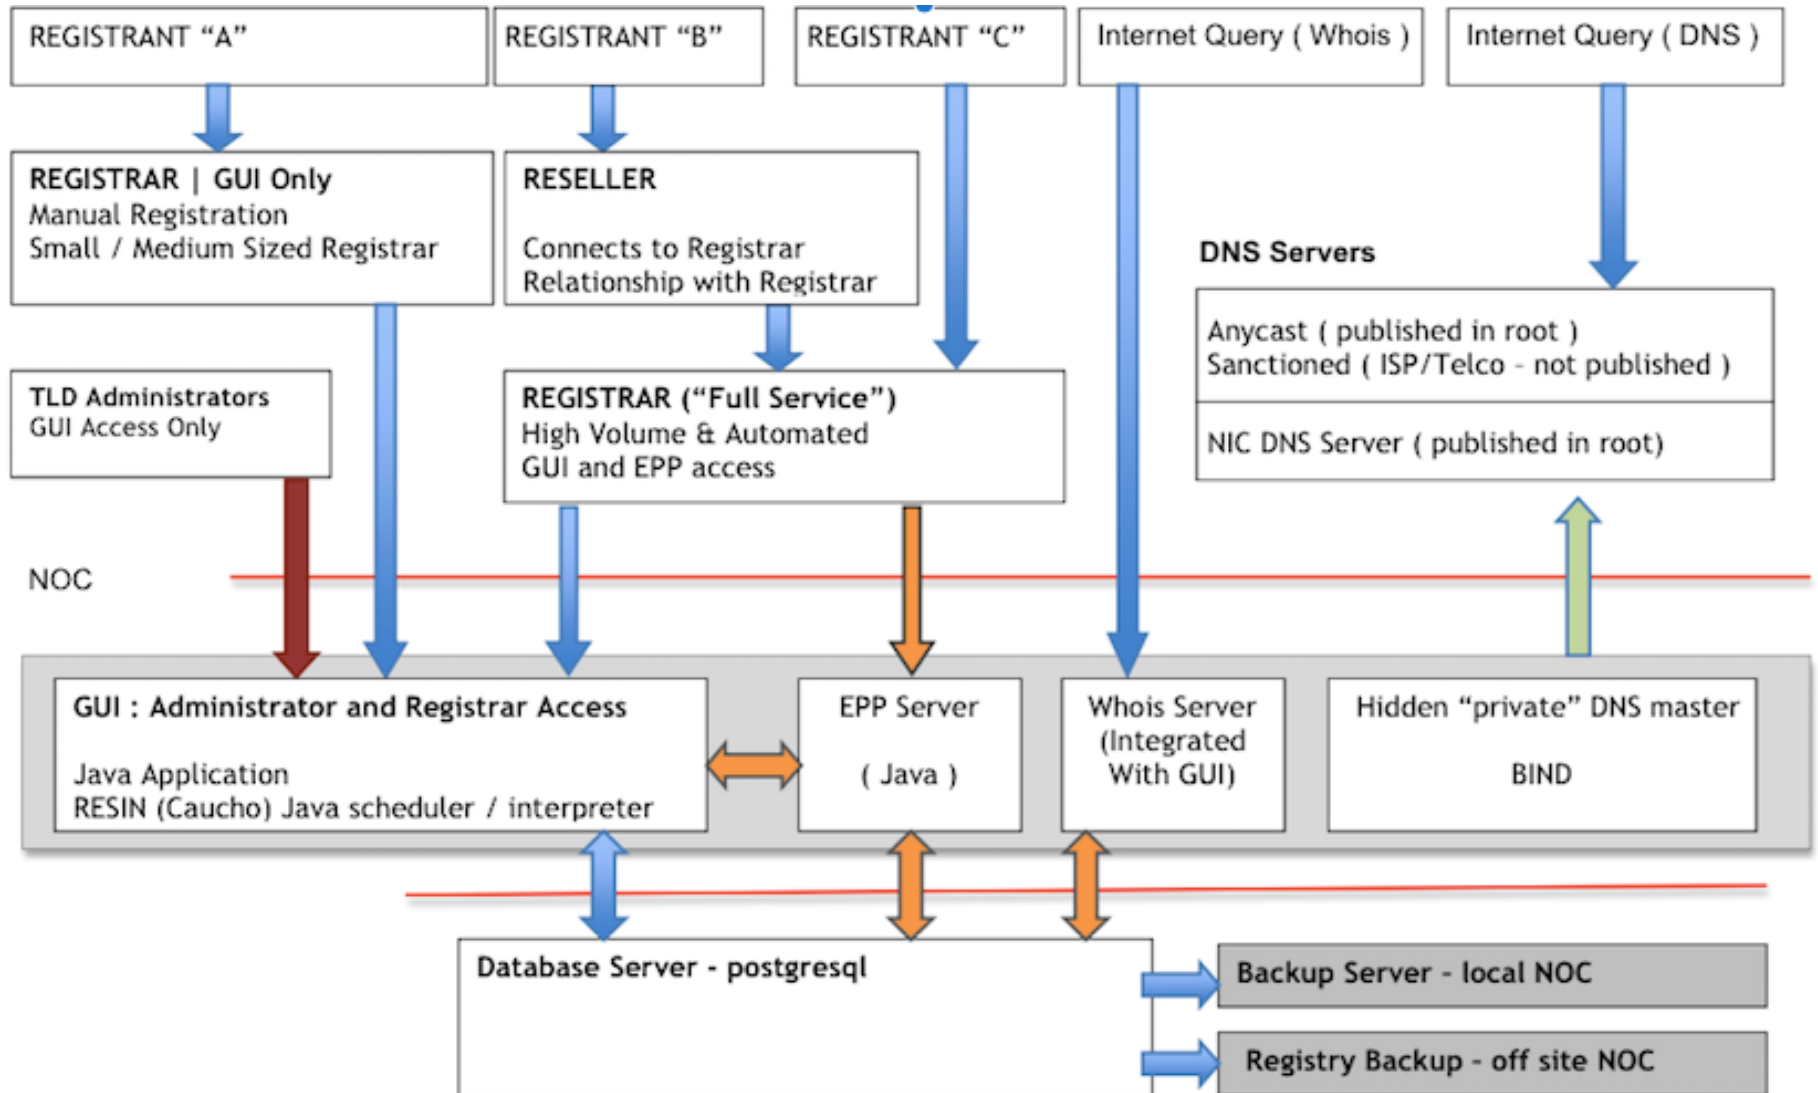 REGISTRANT “A”
REGISTRANT “B”
REGISTRANT “C”
Internet Query ( Whois )
Internet Query ( DNS )
REGISTRAR | GUI Only
Manual Registration
Small / Medium Sized Registrar
RESELLER
Connects to Registrar
Relationship with Registrar
DNS Servers
Anycast ( published in root )
Sanctioned ( ISP/Telco – not published )
NIC DNS Server ( published in root)
TLD Administrators
GUI Access Only
REGISTRAR (“Full Service”)
High Volume & Automated
GUI and EPP access
NOC
GUI : Administrator and Registrar Access
Java Application
RESIN (Caucho) Java scheduler / interpreter
EPP Server
( Java )
Whois Server
(Integrated
With GUI)
Hidden “private” DNS master
BIND
Database Server - postgresql
Backup Server – local NOC
Registry Backup – off site NOC